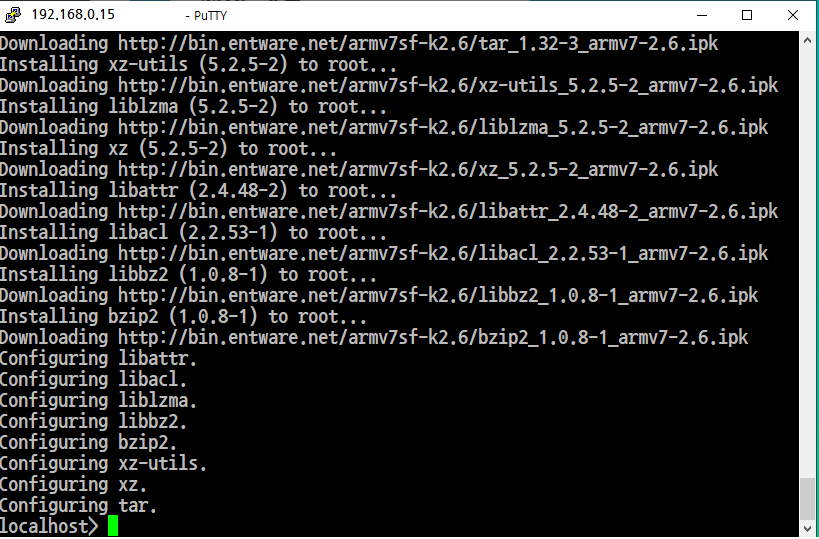 192.168.0.15 - PuTTY
Downloading http://bin.entware.net/armv7sf-k2.6/tar_1.32-3_armv7-2.6.ipk
Installing xz-utils (5.2.5-2) to root...
Downloading http://bin.entware.net/armv7sf-k2.6/xz-utils_5.2.5-2_armv7-2.6.ipk
Installing liblzma (5.2.5-2) to root...
Downloading http://bin.entware.net/armv7sf-k2.6/liblzma_5.2.5-2_armv7-2.6.ipk
Installing xz (5.2.5-2) to root...
Downloading http://bin.entware.net/armv7sf-k2.6/xz_5.2.5-2_armv7-2.6.ipk
Installing libattr (2.4.48-2) to root...
Downloading http://bin.entware.net/armv7sf-k2.6/libattr_2.4.48-2_armv7-2.6.ipk
Installing libacl (2.2.53-1) to root...
Downloading http://bin.entware.net/armv7sf-k2.6/libacl_2.2.53-1_armv7-2.6.ipk
Installing libbz2 (1.0.8-1) to root...
Downloading http://bin.entware.net/armv7sf-k2.6/libbz2_1.0.8-1_armv7-2.6.ipk
Installing bzip2 (1.0.8-1) to root...
Downloading http://bin.entware.net/armv7sf-k2.6/bzip2_1.0.8-1_armv7-2.6.ipk
Configuring libattr.
Configuring libacl.
Configuring liblzma.
Configuring libbz2.
Configuring bzip2.
Configuring xz-utils.
Configuring xz.
Configuring tar.
localhost>